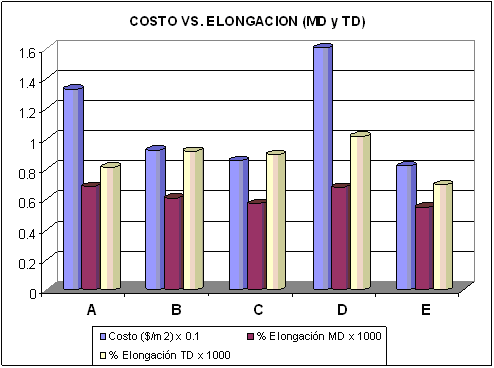 COSTO VS. ELONGACION (MD y TD)
1.6
1.4
1.2
1
0.8
0.6
0.4
0.2
0
A B C D E
Costo ($/m2) x 0.1 % Elongación MD x 1000
% Elongación TD x 1000